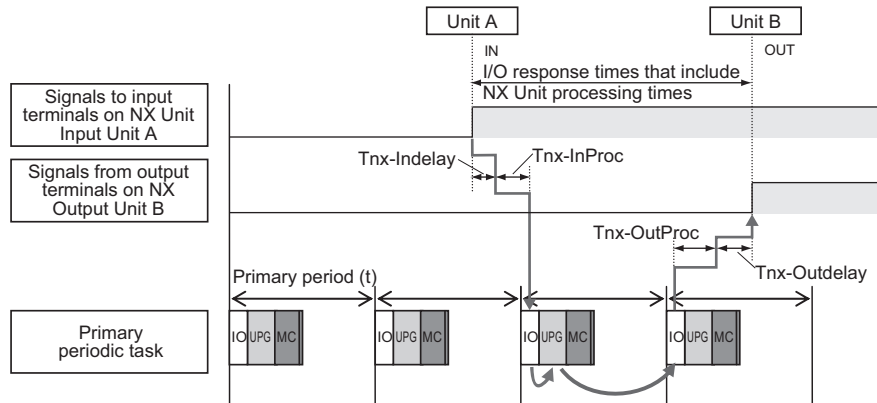 Unit A
Unit B
IN
OUT
I/O response times that include
NX Unit processing times
Signals to input
terminals on NX Unit
Input Unit A
Tnx-Indelay
Tnx-InProc
Signals from output
terminals on NX
Output Unit B
Tnx-OutProc
Tnx-Outdelay
Primary period (t)
Primary
periodic task
IO UPG MC
IO UPG MC
IO UPG MC
IO UPG MC